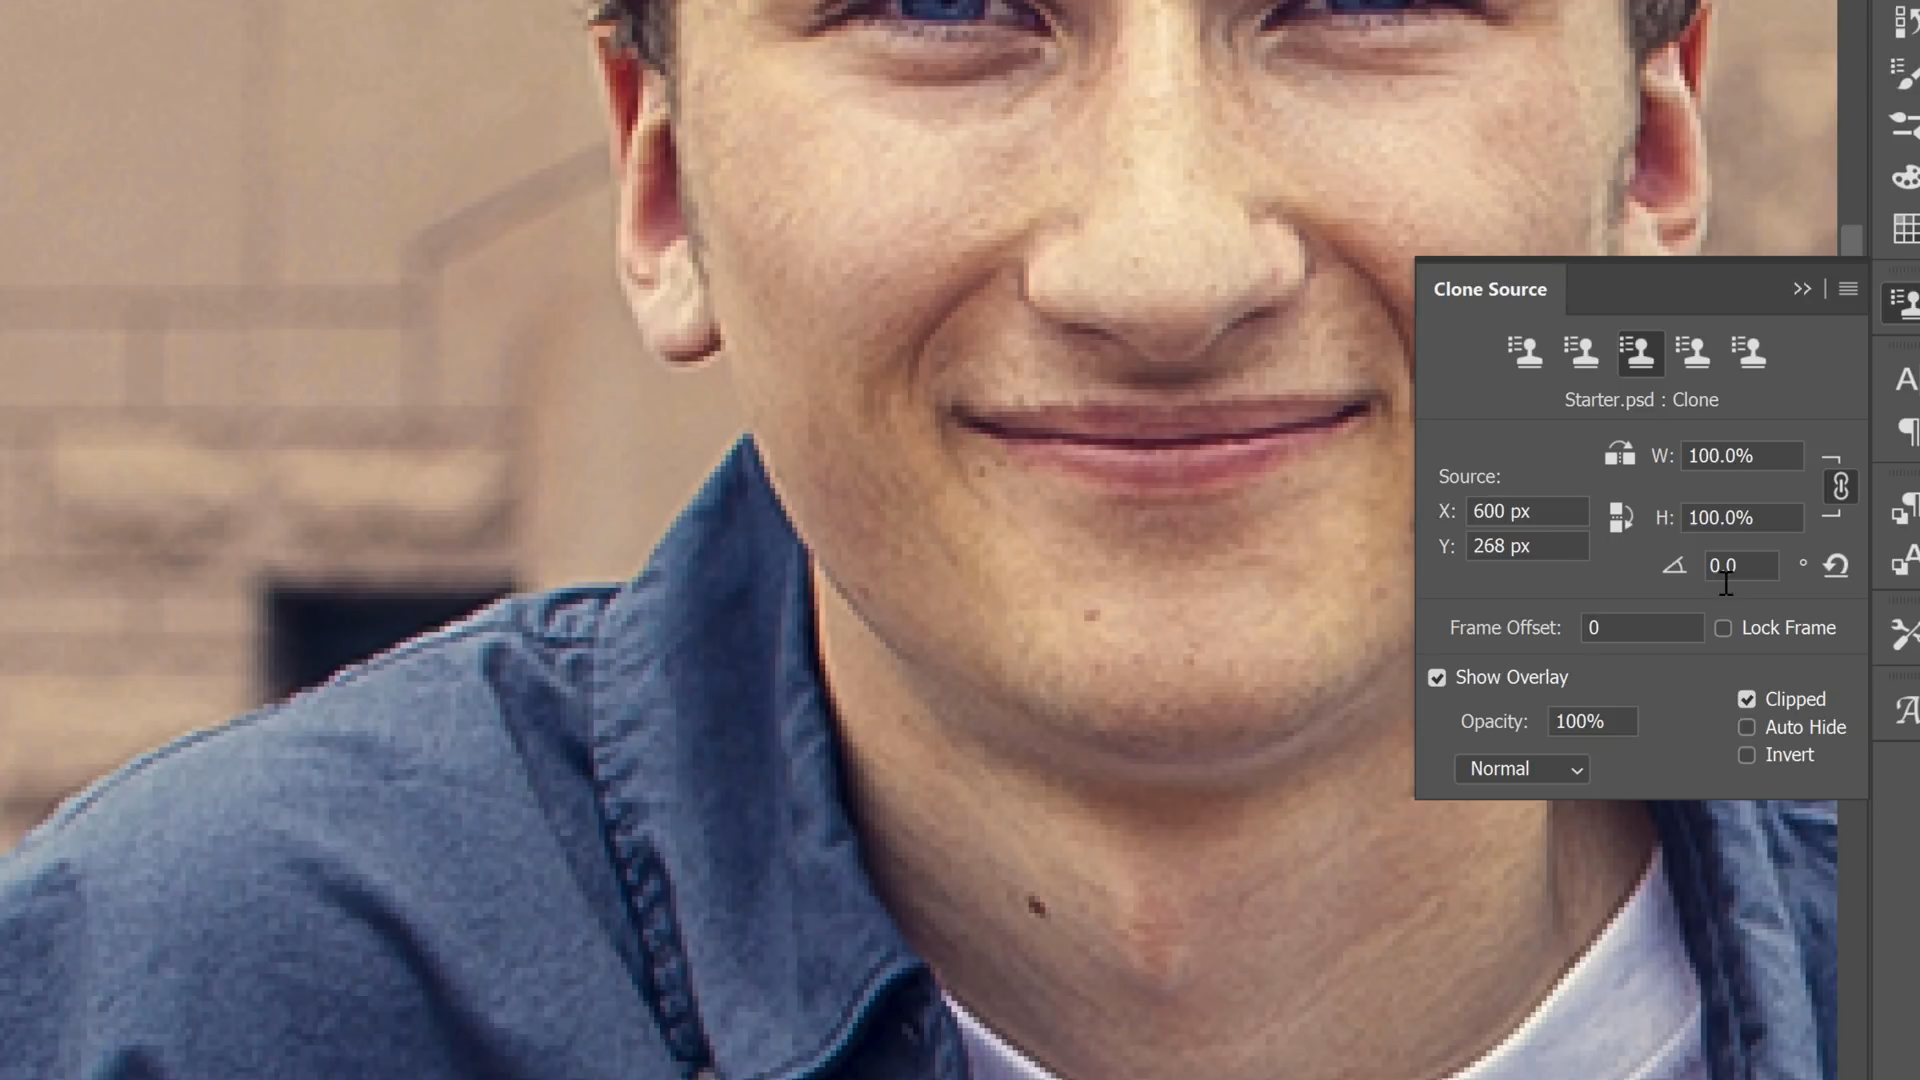 Clone Source
Starter.psd : Clone
W: 100.0%
Source:
X: 600 px
H: 100.0%
Y: 268 px
0.0 °
Frame Offset: 0
Lock Frame
Show Overlay
Clipped
Opacity: 100%
Auto Hide
Normal
Invert